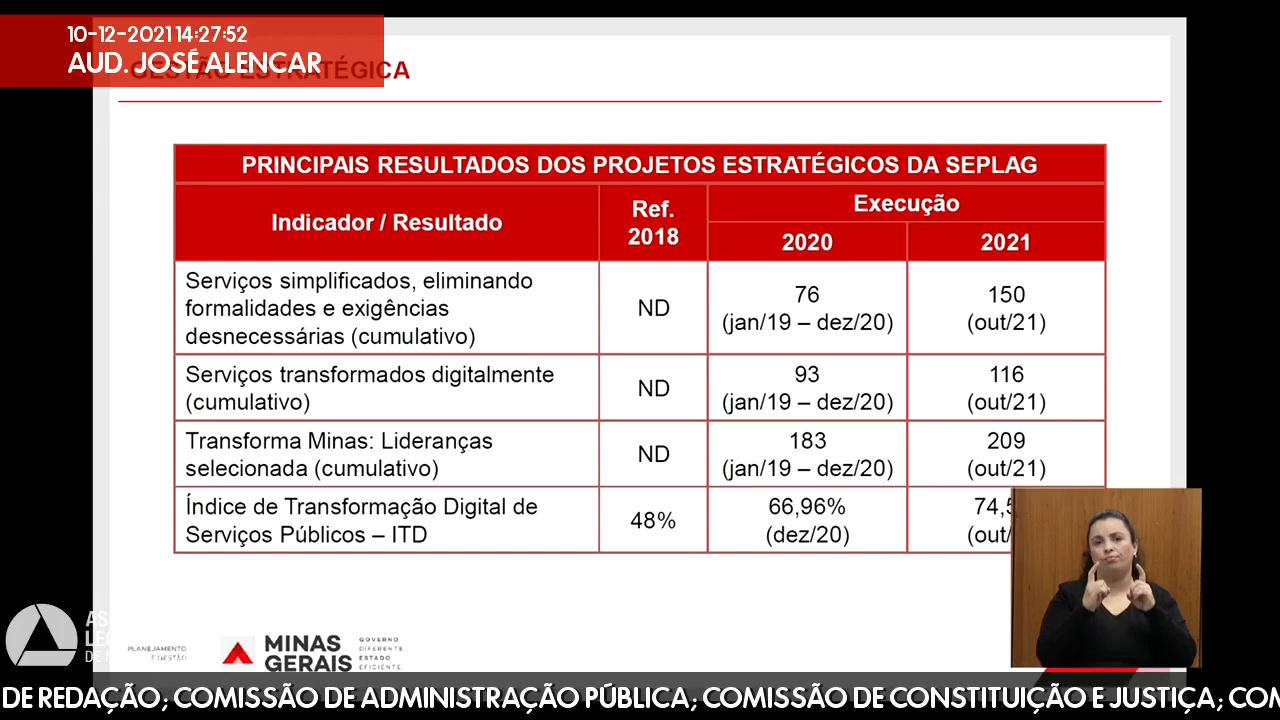 10-12-2021 14:27:52
AUD. JOSÉ ALENCAR
GESTÃO ESTRATÉGICA
PRINCIPAIS RESULTADOS DOS PROJETOS ESTRATÉGICOS DA SEPLAG
Indicador / Resultado
Ref.
2018
Execução
2020
2021
Serviços simplificados, eliminando
formalidades e exigências
desnecessárias (cumulativo)
ND
76
(jan/19 – dez/20)
150
(out/21)
Serviços transformados digitalmente
(cumulativo)
ND
93
(jan/19 – dez/20)
116
(out/21)
Transforma Minas: Lideranças
selecionada (cumulativo)
ND
183
(jan/19 – dez/20)
209
(out/21)
Índice de Transformação Digital de
Serviços Públicos – ITD
48%
66,96%
(dez/20)
PLANEJAMENTO
E GESTÃO
MINAS
GERAIS
GOVERNO
DIFERENTE
ESTADO
EFICIENTE
DE REDAÇÃO; COMISSÃO DE ADMINISTRAÇÃO PÚBLICA; COMISSÃO DE CONSTITUIÇÃO E JUSTIÇA;